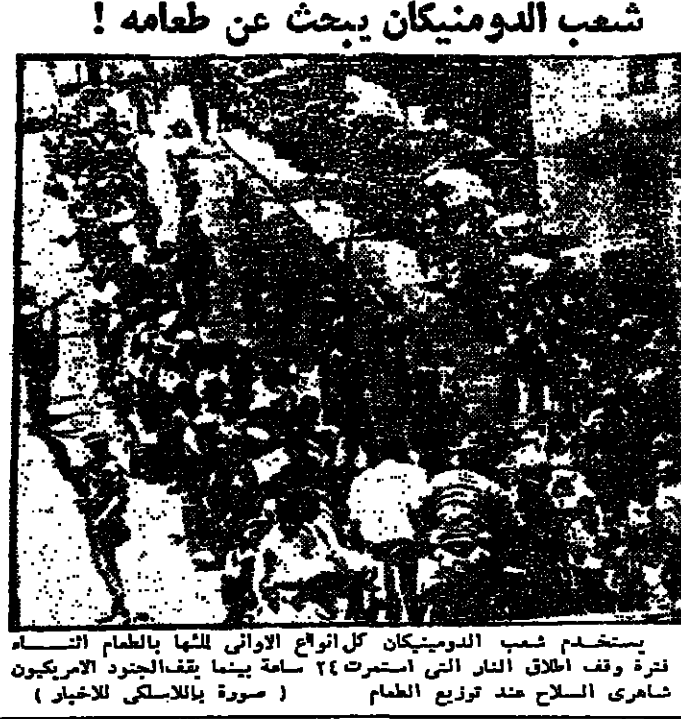 شعب الدومنيكان يبحث عن طعامه !
يستخدم شعب الدومينيكان كل انواع الاوانى لملئها بالطعام اثنــــاء
فترة وقف اطلاق النار التى استمرت ٢٤ ساعة بينما يقف الجنود الامريكيون
شاهرى السلاح عند توزيع الطعام ( صورة باللاسلكى للاخبار )